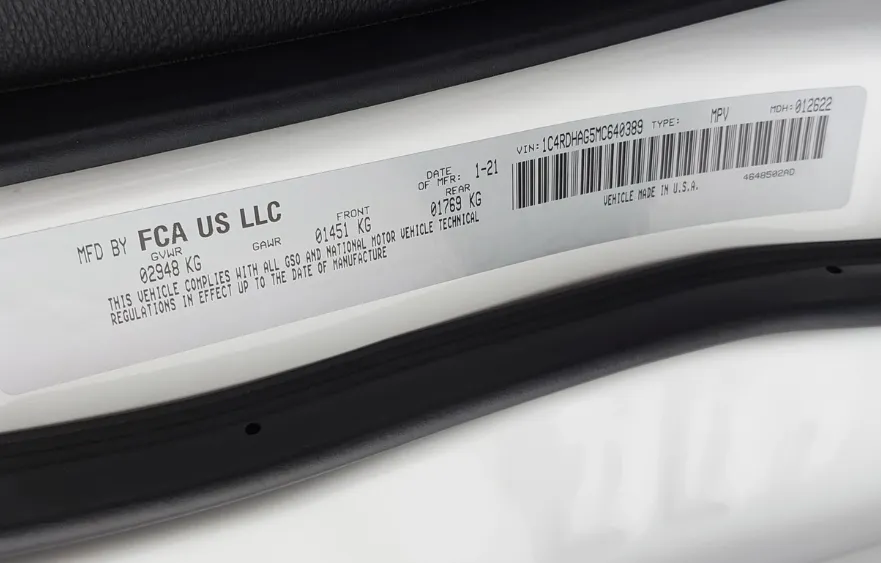 MFD BY FCA US LLC
DATE OF MFR: 1-21
GVWR 02948 KG
GAWR
FRONT 01451 KG
REAR 01769 KG
THIS VEHICLE COMPLIES WITH ALL GSO AND NATIONAL MOTOR VEHICLE TECHNICAL
REGULATIONS IN EFFECT UP TO THE DATE OF MANUFACTURE
VIN:1C4RDHAG5MC640389 TYPE: MPV MDH:012622
VEHICLE MADE IN U.S.A.
4648502AD